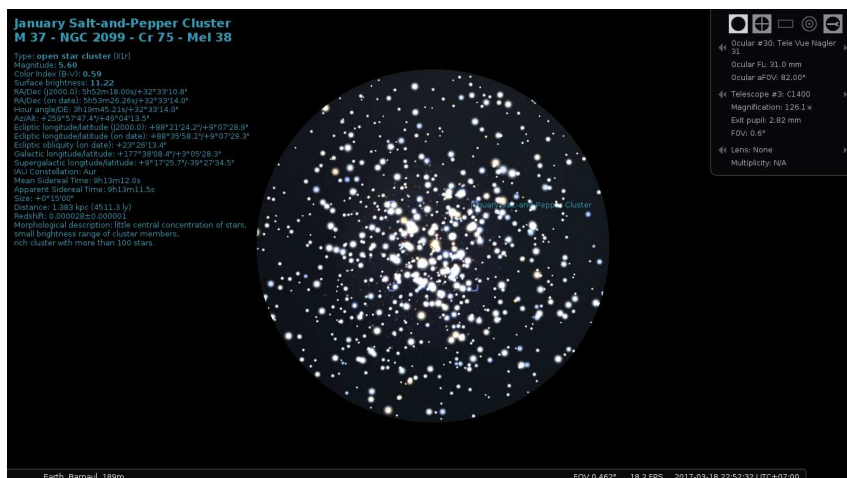 January Salt-and-Pepper Cluster
M 37 - NGC 2099 - Cr 75 - Mel 38
Type: open star cluster (II1r)
Magnitude: 5.60
Color Index (B-V): 0.59
Surface brightness: 11.22
RA/Dec (J2000.0): 5h52m18.00s/+32°33'10.8"
RA/Dec (on date): 5h53m26.26s/+32°33'14.0"
Hour angle/DE: 3h19m45.21s/+32°33'14.0"
Az/Alt: +259°57'47.4"/+49°04'13.5"
Ecliptic longitude/latitude (J2000.0): +88°21'24.2"/+9°07'28.9"
Ecliptic longitude/latitude (on date): +88°35'58.1"/+9°07'29.3"
Ecliptic obliquity (on date): +23°26'13.4"
Galactic longitude/latitude: +177°38'08.4"/+3°05'28.3"
Supergalactic longitude/latitude: +9°17'25.7"/-39°27'34.5"
IAU Constellation: Aur
Mean Sidereal Time: 9h13m12.0s
Apparent Sidereal Time: 9h13m11.5s
Size: +0°15'00"
Distance: 1.383 kpc (4511.3 ly)
Redshift: 0.000028±0.000001
Morphological description: little central concentration of stars,
small brightness range of cluster members,
rich cluster with more than 100 stars.
January Salt-and-Pepper Cluster
Ocular #30: Tele Vue Nagler
31
Ocular FL: 31.0 mm
Ocular aFOV: 82.00°
Telescope #3: C1400
Magnification: 126.1×
Exit pupil: 2.82 mm
FOV: 0.6°
Lens: None
Multiplicity: N/A
Earth, Barnaul, 189m
FOV 0.462° 18.2 FPS 2017-03-18 22:52:32 UTC+07:00